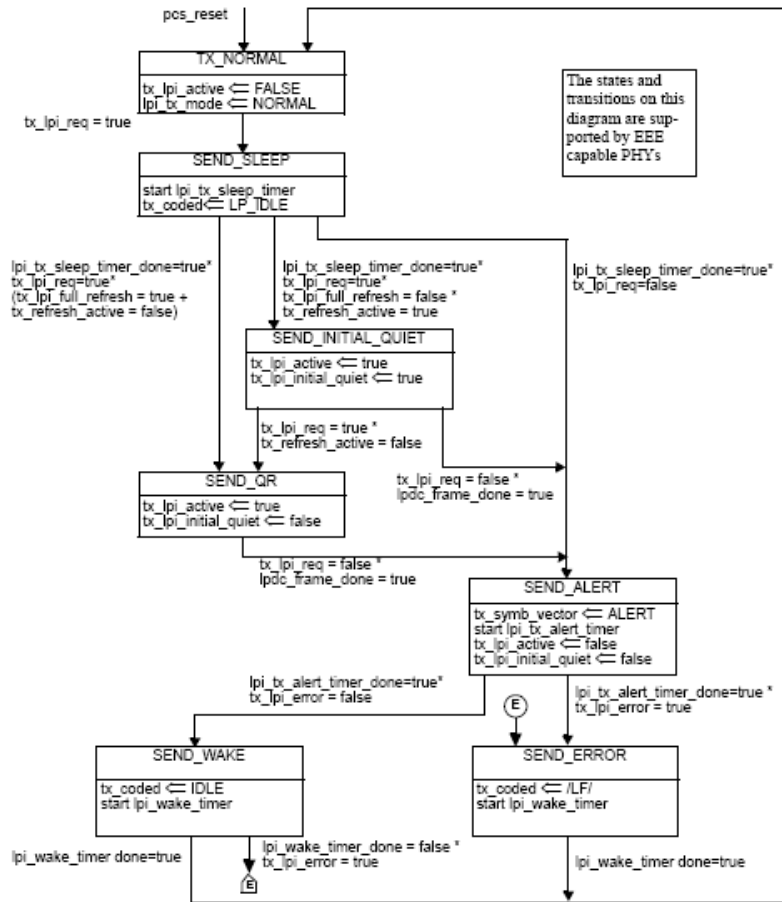 pcs_reset
TX_NORMAL
tx_lpi_active ⇐ FALSE
lpi_tx_mode ⇐ NORMAL
The states and
transitions on this
diagram are sup-
ported by EEE
capable PHYs
tx_lpi_req = true
SEND_SLEEP
start lpi_tx_sleep_timer
tx_coded ⇐ LP_IDLE
lpi_tx_sleep_timer_done=true*
tx_lpi_req=true*
(tx_lpi_full_refresh = true +
tx_refresh_active = false)
lpi_tx_sleep_timer_done=true*
tx_lpi_req=true*
tx_lpi_full_refresh = false *
tx_refresh_active = true
lpi_tx_sleep_timer_done=true*
tx_lpi_req=false
SEND_INITIAL_QUIET
tx_lpi_active ⇐ true
tx_lpi_initial_quiet ⇐ true
tx_lpi_req = true *
tx_refresh_active = false
tx_lpi_req = false *
lpdc_frame_done = true
SEND_QR
tx_lpi_active ⇐ true
tx_lpi_initial_quiet ⇐ false
tx_lpi_req = false *
lpdc_frame_done = true
SEND_ALERT
tx_symb_vector ⇐ ALERT
start lpi_tx_alert_timer
tx_lpi_active ⇐ false
tx_lpi_initial_quiet ⇐ false
lpi_tx_alert_timer_done=true*
tx_lpi_error = false
E
lpi_tx_alert_timer_done=true *
tx_lpi_error = true
SEND_WAKE
tx_coded ⇐ IDLE
start lpi_wake_timer
SEND_ERROR
tx_coded ⇐ /LF/
start lpi_wake_timer
lpi_wake_timer done=true
lpi_wake_timer_done = false *
tx_lpi_error = true
E
lpi_wake_timer done=true